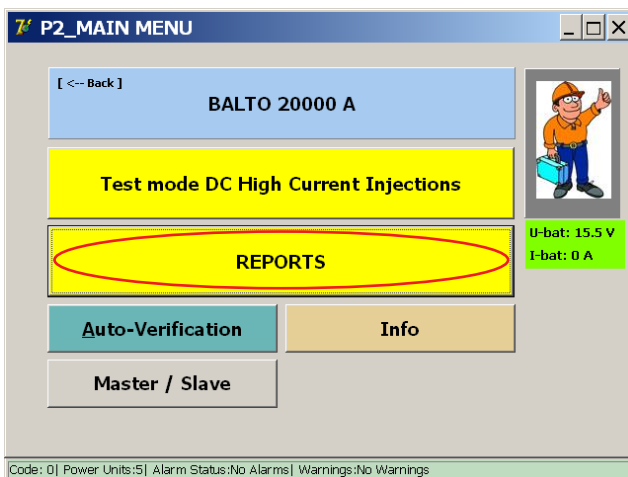 P2_MAIN MENU
[ <-- Back ]
BALTO 20000 A
Test mode DC High Current Injections
U-bat: 15.5 V
I-bat: 0 A
REPORTS
Auto-Verification
Info
Master / Slave
Code: 0| Power Units:5| Alarm Status:No Alarms| Warnings:No Warnings